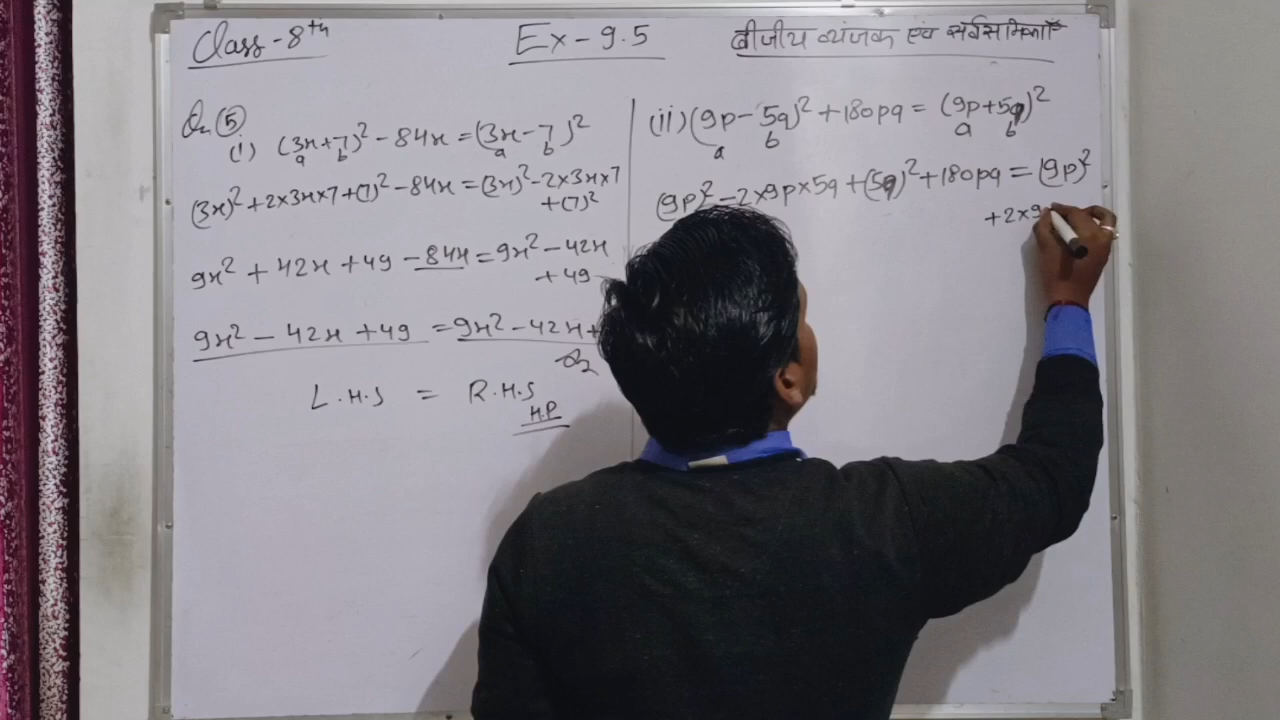 Class-8th
Ex-9.5
बीजीय व्यंजक एवं सर्वसमिकाएँ
Qn ⑤
(i) (3x+7)²-84x=(3x-7)²
a b a b
(3x)²+2×3x×7+(7)²-84x=(3x)²-2×3x×7
+(7)²
9x²+42x+49-84x=9x²-42x
+49
9x²-42x+49=9x²-42x+
L.H.S = R.H.S
H.P
(ii) (9p-5q)²+180pq=(9p+5q)²
a b a b
(9p)²-2×9p×5q+(5q)²+180pq=(9p)²
+2×9